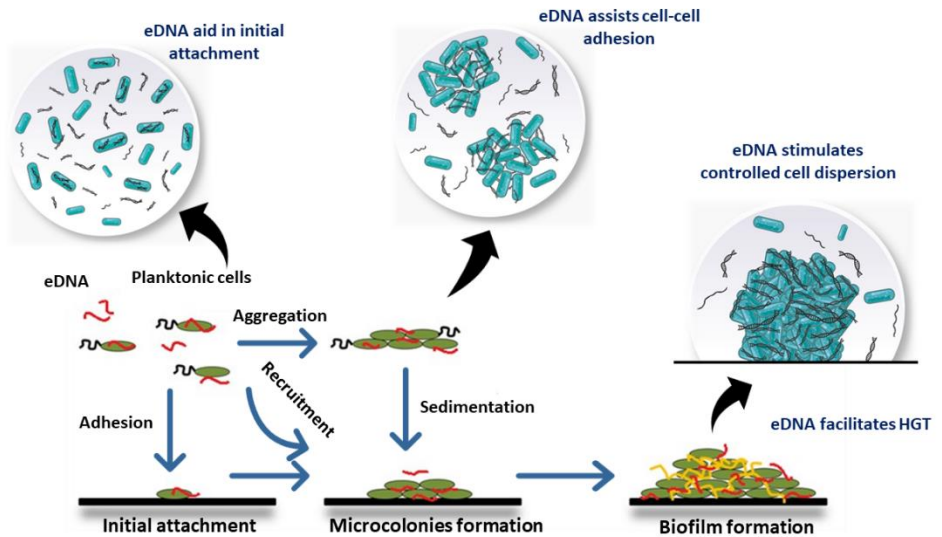 eDNA aid in initial
attachment
eDNA assists cell-cell
adhesion
eDNA stimulates
controlled cell dispersion
eDNA
Planktonic cells
Aggregation
Recruitment
Adhesion
Sedimentation
eDNA facilitates HGT
Initial attachment
Microcolonies formation
Biofilm formation